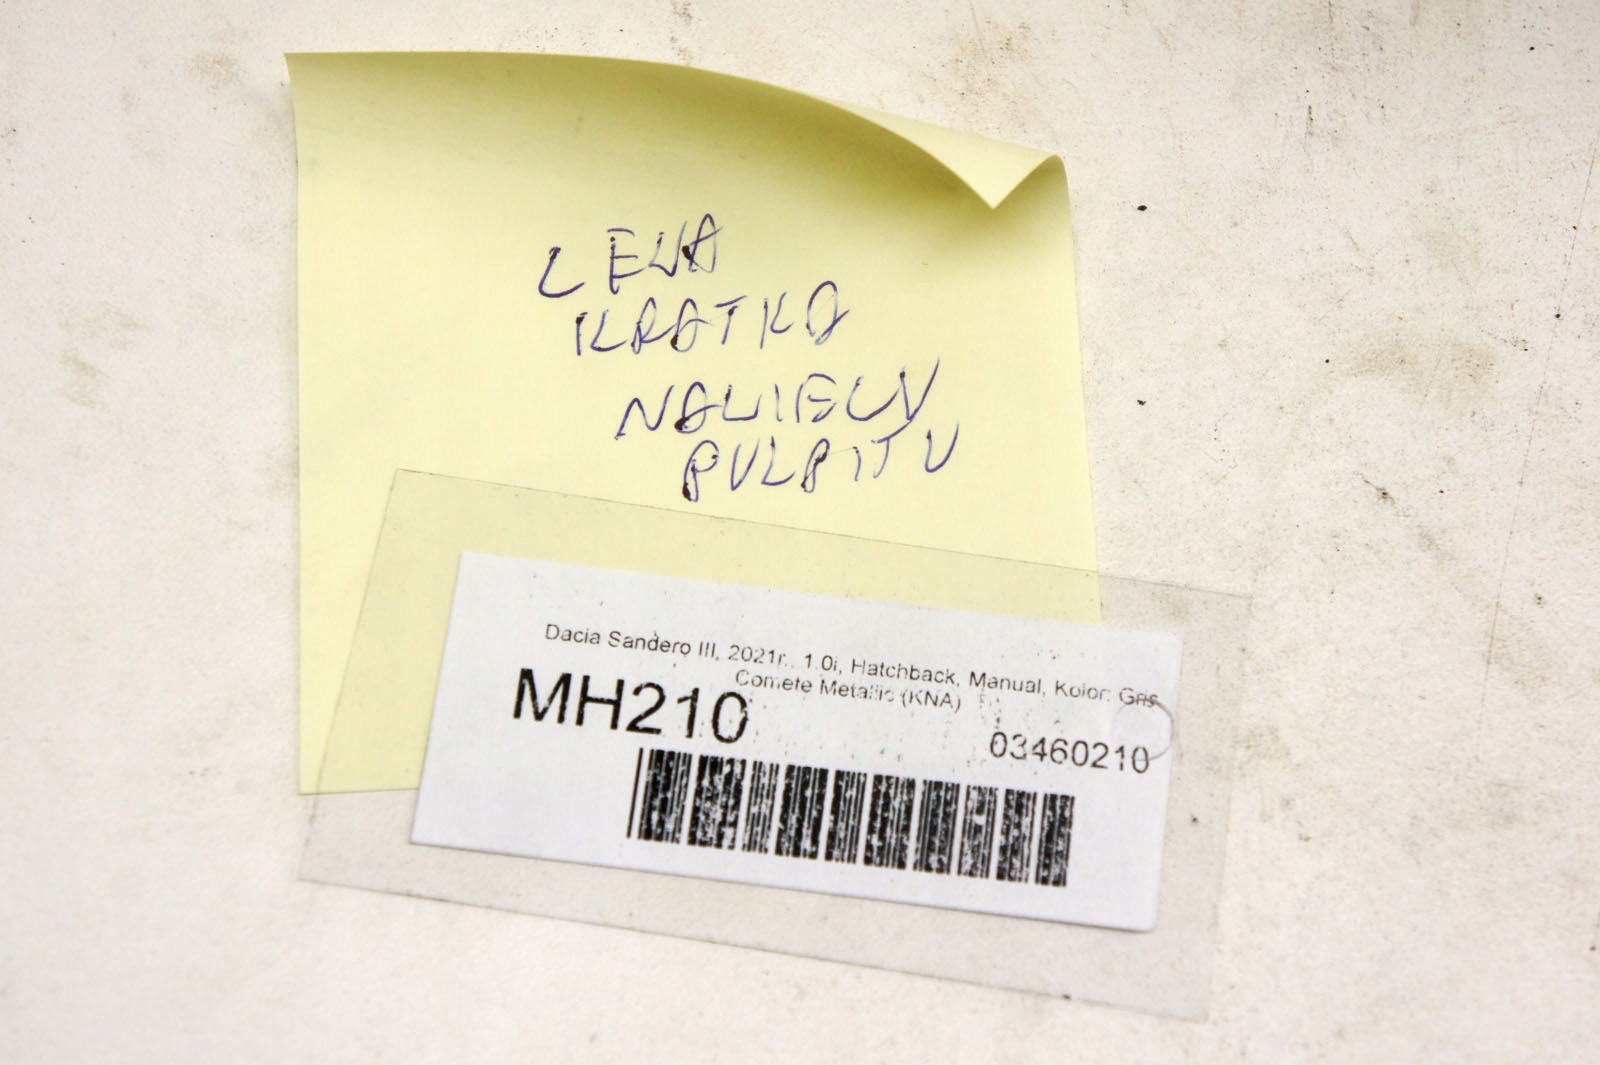 LEWA
KRATKA
NAWIEWU
PULPITU
Dacia Sandero III, 2021r., 1.0i, Hatchback, Manual, Kolor: Gris
Comete Metallic (KNA)
MH210
03460210